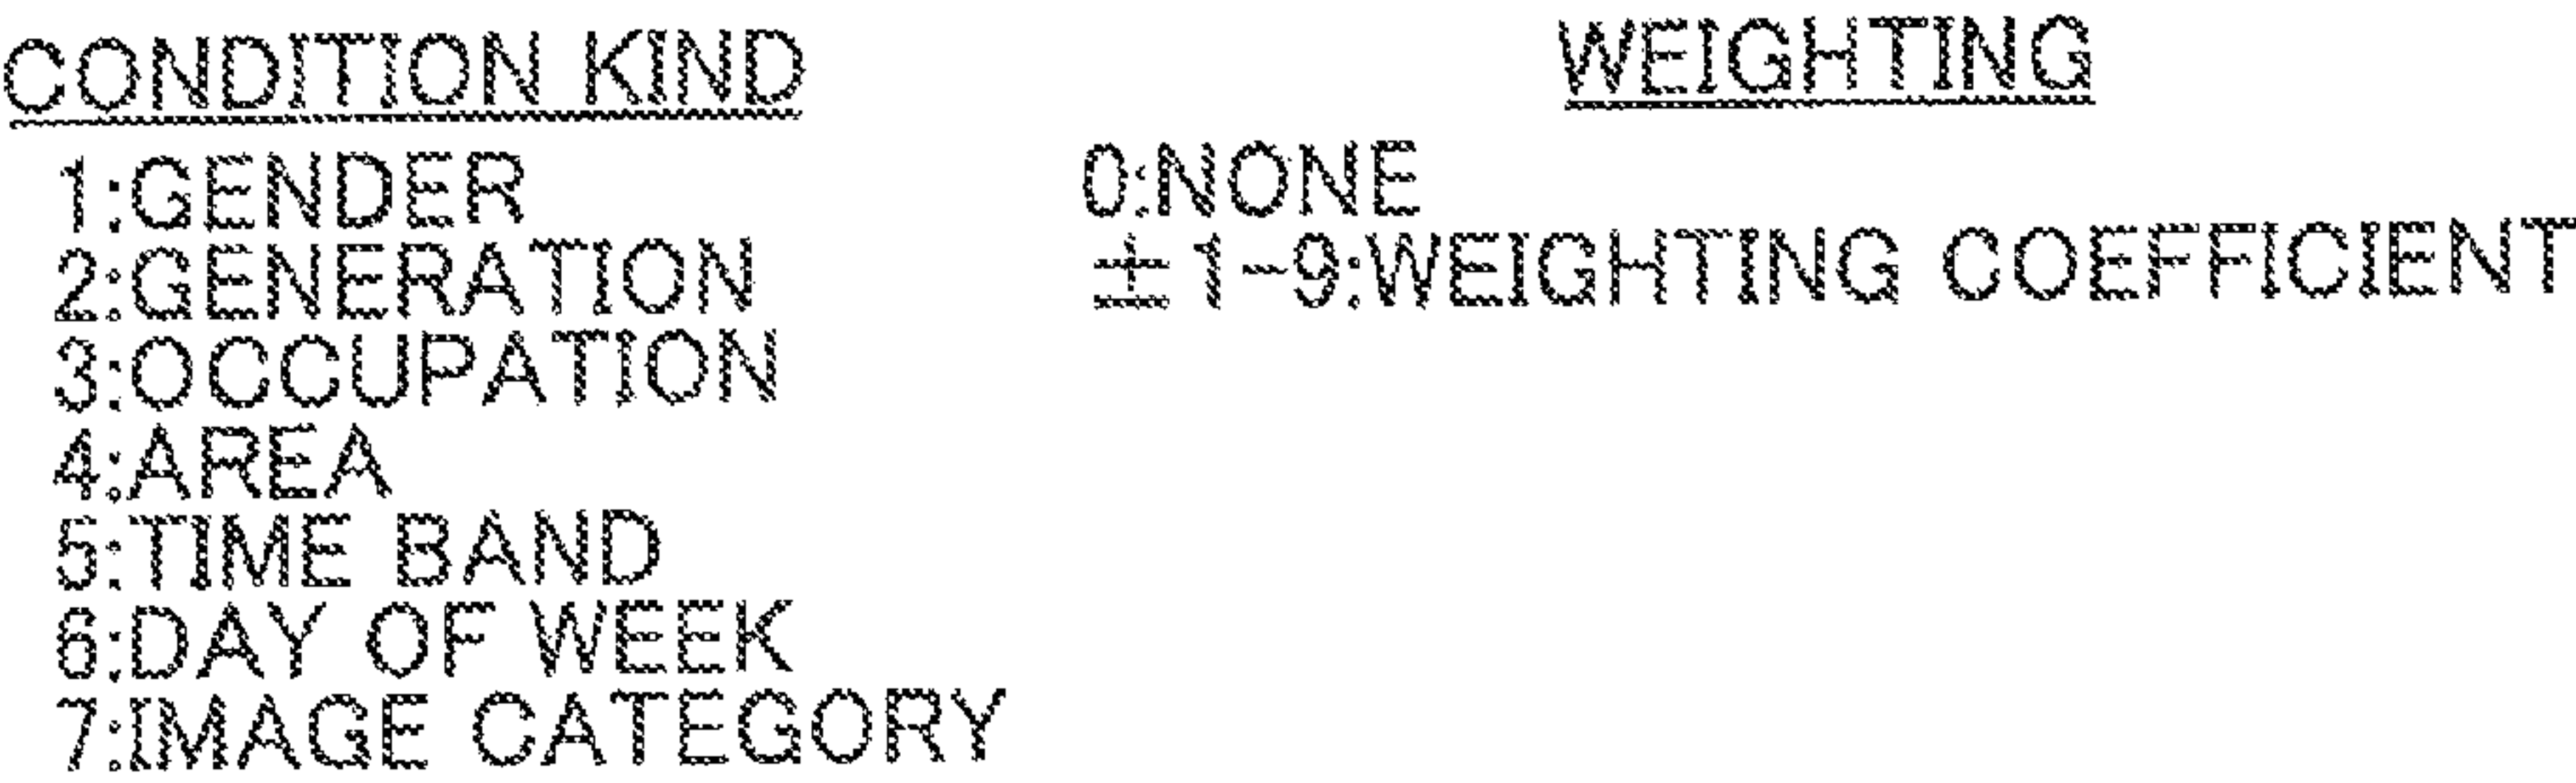 CONDITION KIND
1:GENDER
2:GENERATION
3:OCCUPATION
4:AREA
5:TIME BAND
6:DAY OF WEEK
7:IMAGE CATEGORY
WEIGHTING
0:NONE
±1-9:WEIGHTING COEFFICIENT